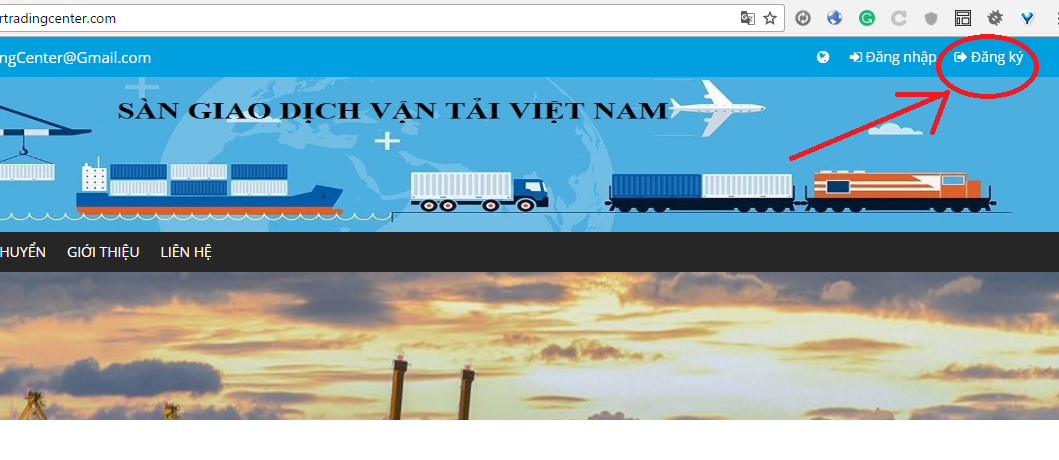 rtradingcenter.com
ngCenter@Gmail.com
Đăng nhập
Đăng ký
SÀN GIAO DỊCH VẬN TẢI VIỆT NAM
HUYỂN GIỚI THIỆU LIÊN HỆ